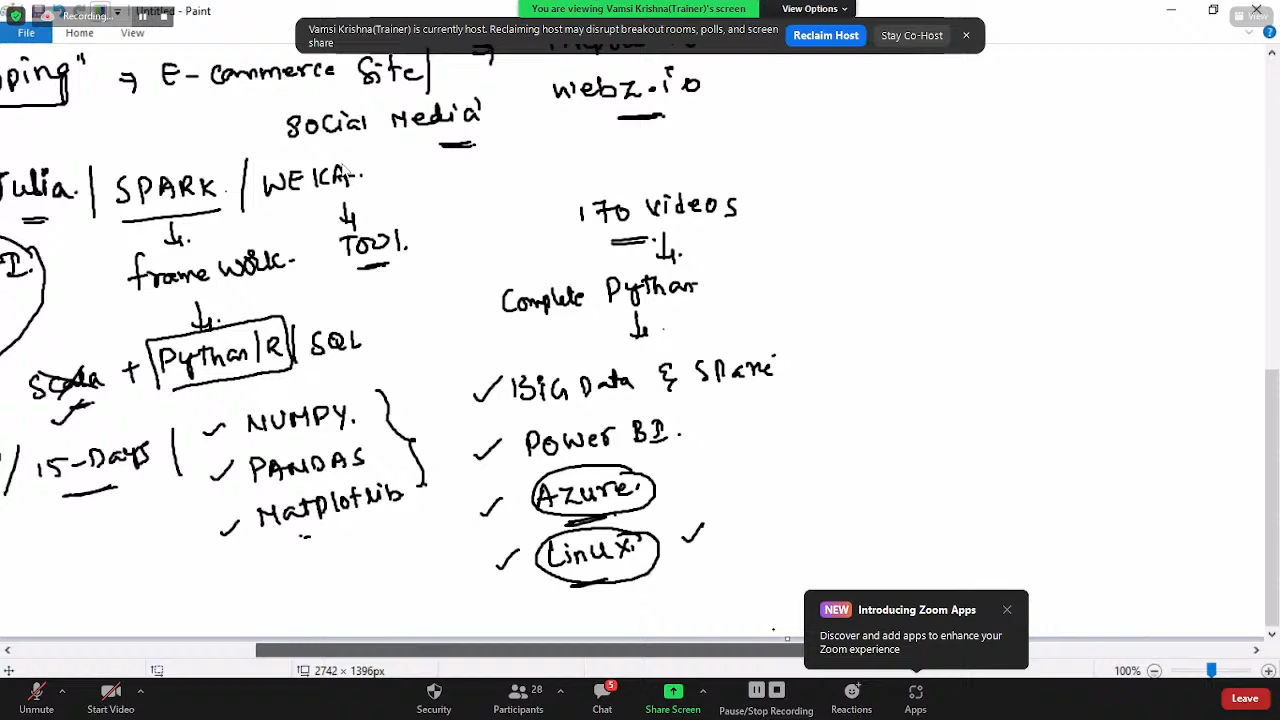 Recording...
Untitled - Paint
You are viewing Vamsi Krishna(Trainer)'s screen
View Options
View
File
Home
View
Vamsi Krishna(Trainer) is currently host. Reclaiming host may disrupt breakout rooms, polls, and screen
share
Reclaim Host
Stay Co-Host
ping" ⇒ E-commerce Site/ ⇒
webz.io
Social Media
Julia. | SPARK. / WEKA.
170 videos
TOOl.
frame work.
Complete Python
Scala + Python/R / SQL
✓ BiG Data & Spark
/ 15-Days | ✓ NUMPY.
✓ Power BI.
✓ PANDAS
✓ Azure.
✓ Matplotlib
✓ Linux ✓
NEW Introducing Zoom Apps
Discover and add apps to enhance your
Zoom experience
2742 × 1396px
100%
Unmute
Start Video
Security
28
Participants
5
Chat
Share Screen
Pause/Stop Recording
Reactions
Apps
Leave